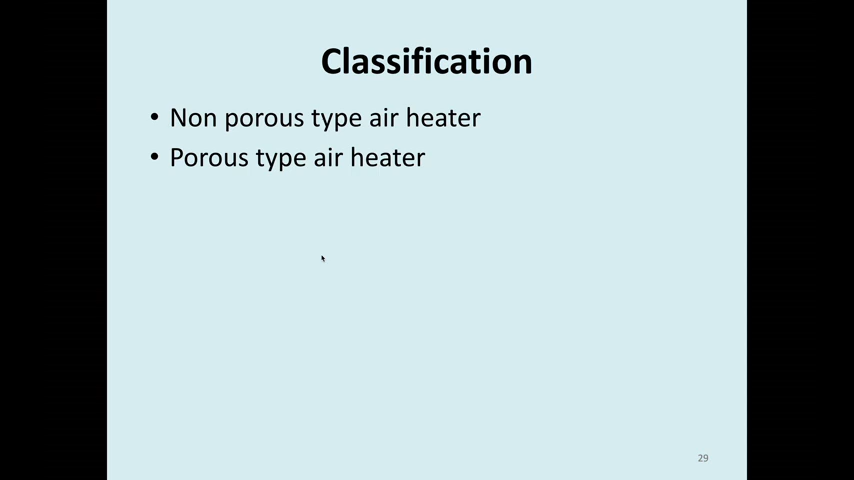 Classification
• Non porous type air heater
• Porous type air heater
29